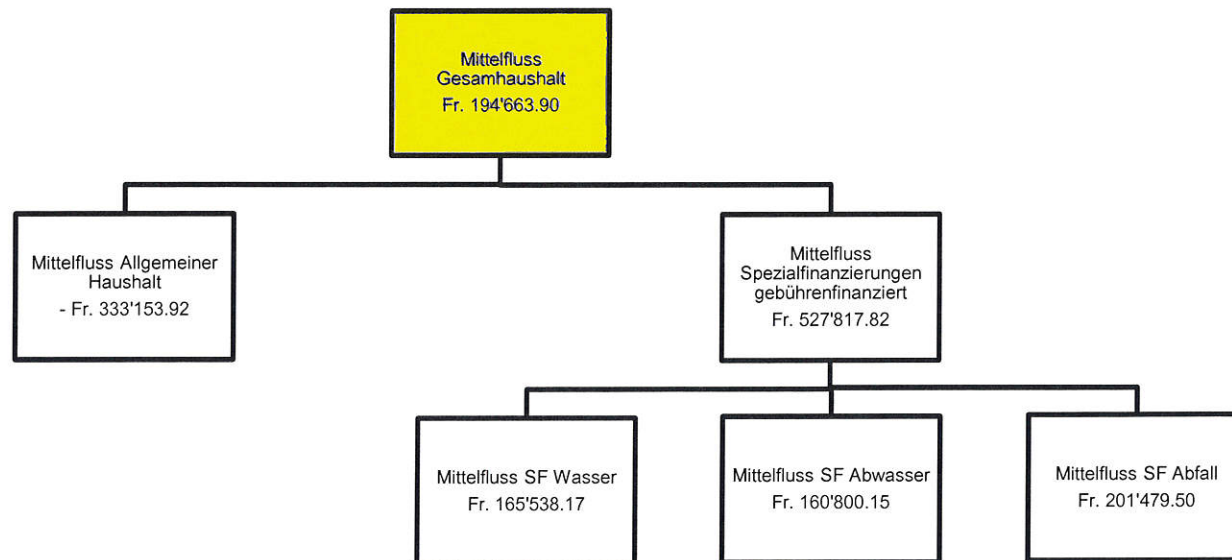 Mittelfluss
Gesamhaushalt
Fr. 194'663.90
Mittelfluss Allgemeiner
Haushalt
- Fr. 333'153.92
Mittelfluss
Spezialfinanzierungen
gebührenfinanziert
Fr. 527'817.82
Mittelfluss SF Wasser
Fr. 165'538.17
Mittelfluss SF Abwasser
Fr. 160'800.15
Mittelfluss SF Abfall
Fr. 201'479.50